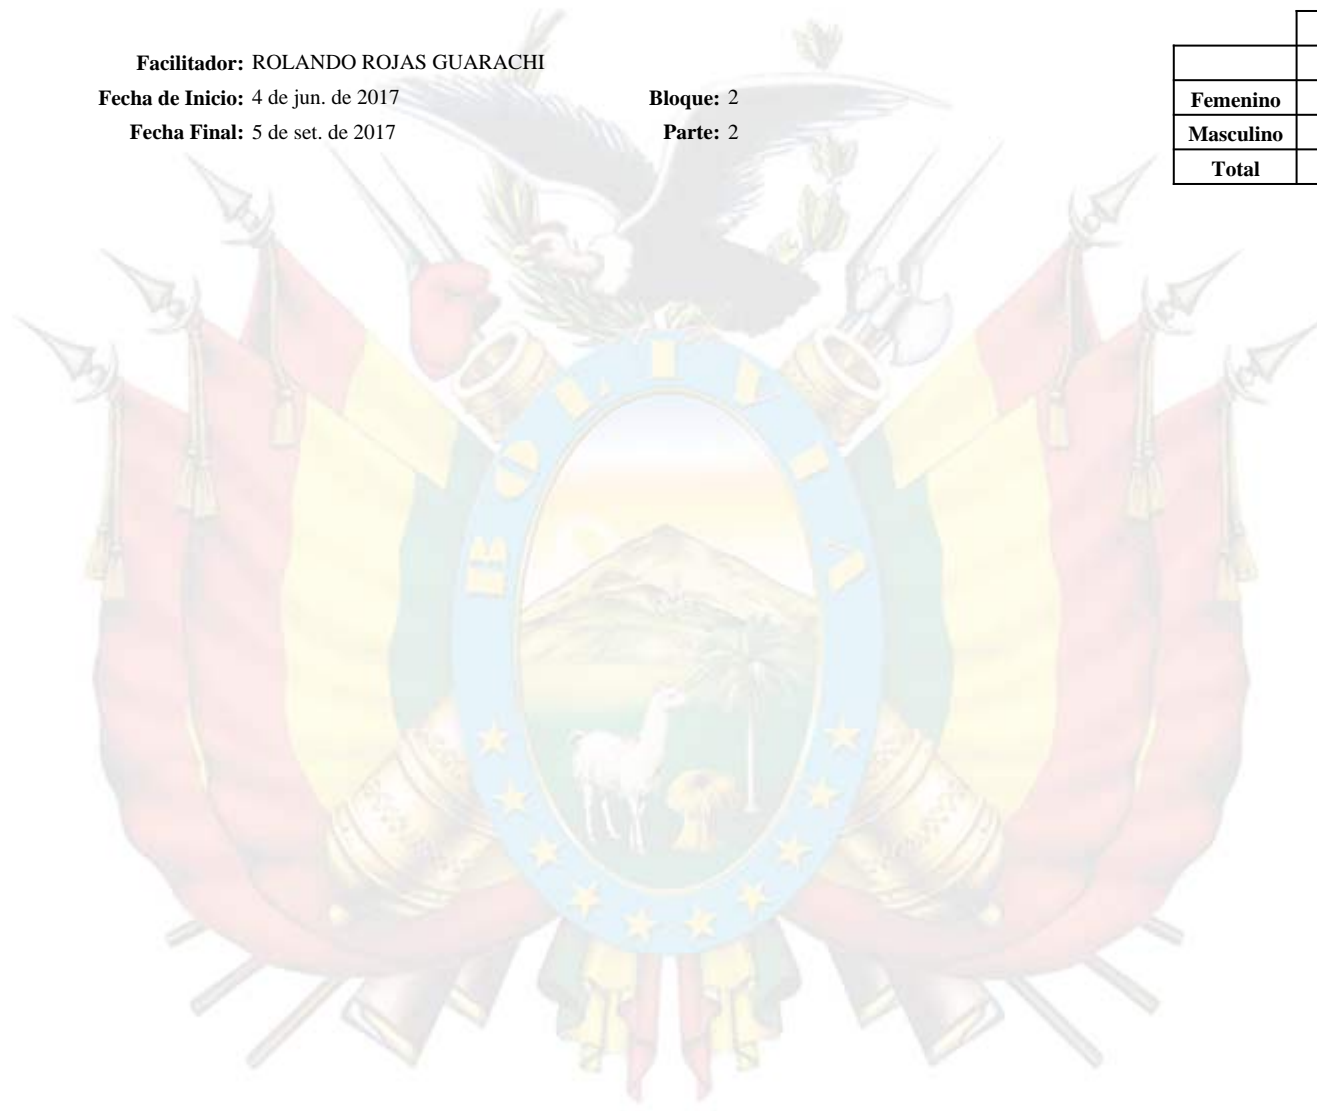 Facilitador: ROLANDO ROJAS GUARACHI
Fecha de Inicio: 4 de jun. de 2017 Bloque: 2
Fecha Final: 5 de set. de 2017 Parte: 2
Femenino
Masculino
Total
BOLIVIA